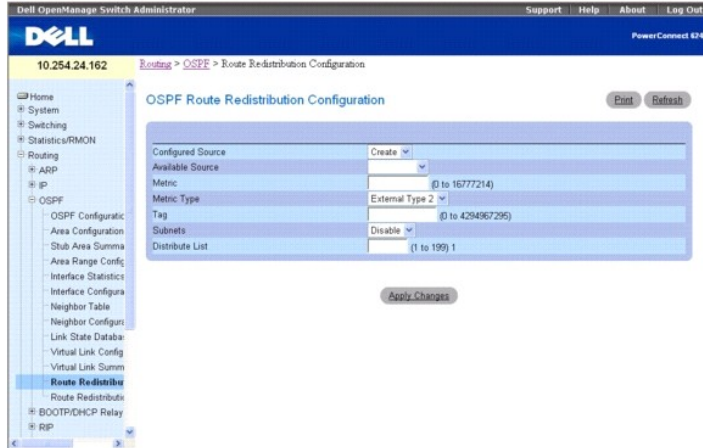 Dell OpenManage Switch Administrator
Support Help About Log Out
DELL
PowerConnect 624
10.254.24.162
Routing > OSPF > Route Redistribution Configuration
Home
System
Switching
Statistics/RMON
Routing
ARP
IP
OSPF
OSPF Configuratic
Area Configuration
Stub Area Summa
Area Range Config
Interface Statistics
Interface Configura
Neighbor Table
Neighbor Configura
Link State Databas
Virtual Link Config
Virtual Link Summ
Route Redistribu
Route Redistributic
BOOTP/DHCP Relay
RIP
OSPF Route Redistribution Configuration
Print Refresh
Configured Source Create
Available Source
Metric (0 to 16777214)
Metric Type External Type 2
Tag (0 to 4294967295)
Subnets Disable
Distribute List (1 to 199) 1
Apply Changes